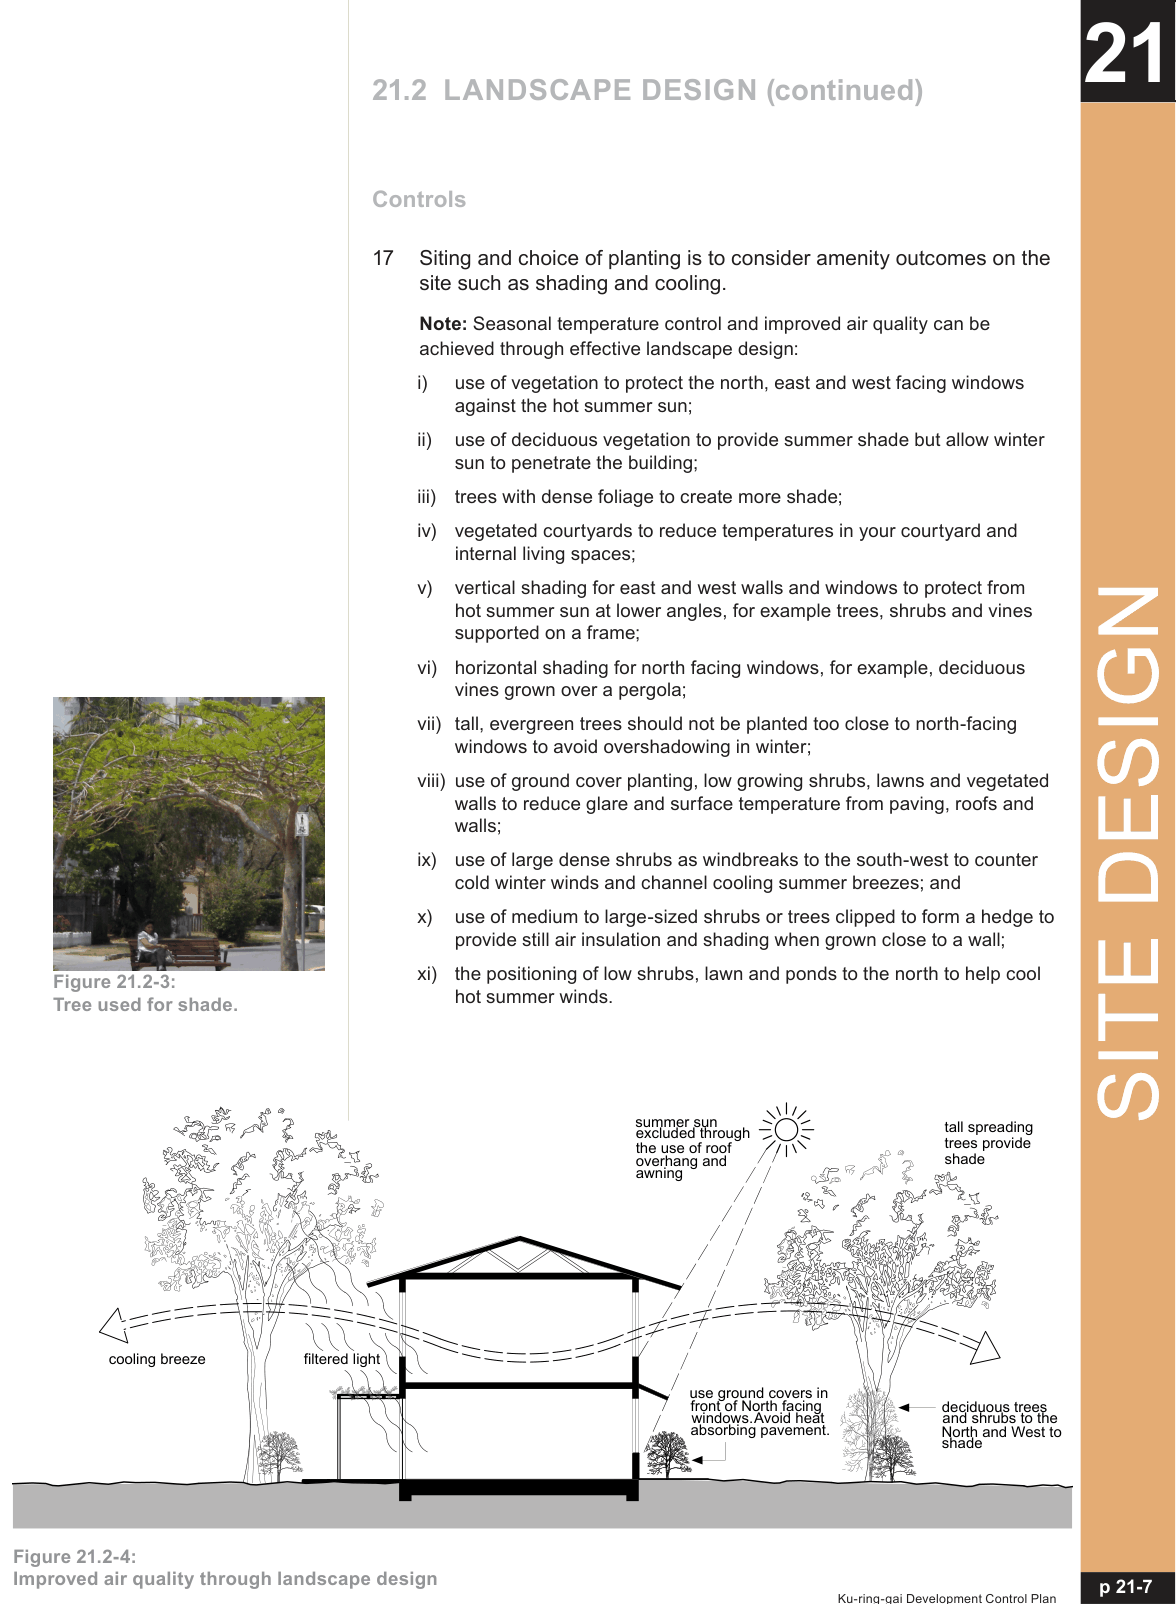 21
21.2 LANDSCAPE DESIGN (continued)
Controls
17 Siting and choice of planting is to consider amenity outcomes on the
site such as shading and cooling.
Note: Seasonal temperature control and improved air quality can be
achieved through effective landscape design:
i) use of vegetation to protect the north, east and west facing windows
against the hot summer sun;
ii) use of deciduous vegetation to provide summer shade but allow winter
sun to penetrate the building;
iii) trees with dense foliage to create more shade;
iv) vegetated courtyards to reduce temperatures in your courtyard and
internal living spaces;
v) vertical shading for east and west walls and windows to protect from
hot summer sun at lower angles, for example trees, shrubs and vines
supported on a frame;
vi) horizontal shading for north facing windows, for example, deciduous
vines grown over a pergola;
vii) tall, evergreen trees should not be planted too close to north-facing
windows to avoid overshadowing in winter;
viii) use of ground cover planting, low growing shrubs, lawns and vegetated
walls to reduce glare and surface temperature from paving, roofs and
walls;
ix) use of large dense shrubs as windbreaks to the south-west to counter
cold winter winds and channel cooling summer breezes; and
x) use of medium to large-sized shrubs or trees clipped to form a hedge to
provide still air insulation and shading when grown close to a wall;
xi) the positioning of low shrubs, lawn and ponds to the north to help cool
hot summer winds.
SITE DESIGN
Figure 21.2-3:
Tree used for shade.
summer sun
excluded through
the use of roof
overhang and
awning
tall spreading
trees provide
shade
cooling breeze
filtered light
use ground covers in
front of North facing
windows.Avoid heat
absorbing pavement.
deciduous trees
and shrubs to the
North and West to
shade
Figure 21.2-4:
Improved air quality through landscape design
Ku-ring-gai Development Control Plan
p 21-7